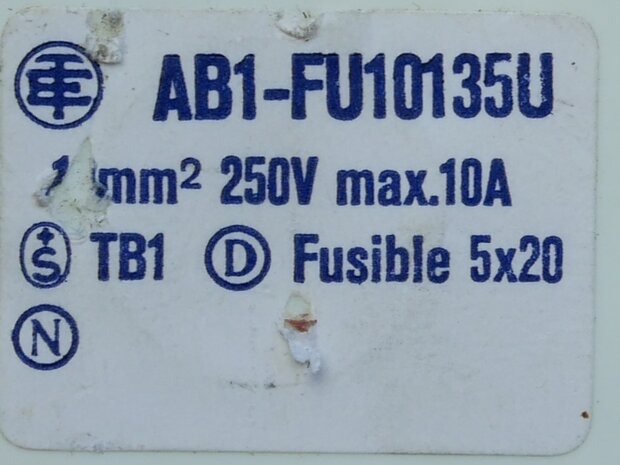 AB1-FU10135U
mm² 250V max.10A
S TB1 D Fusible 5x20
N